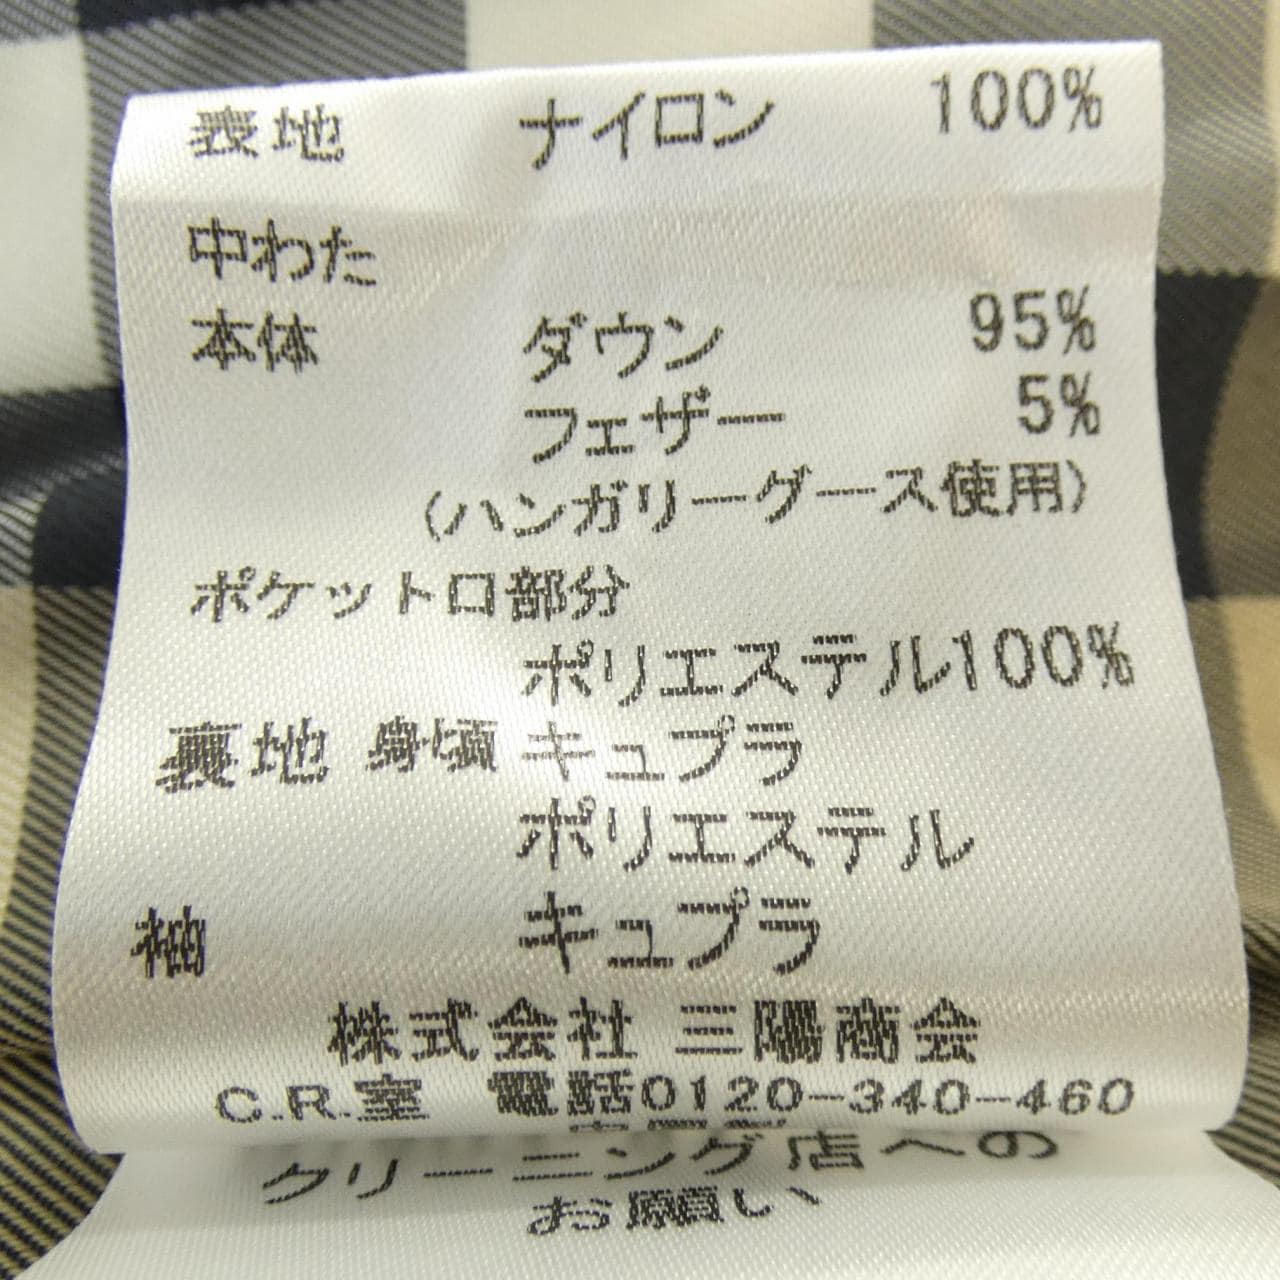 表地 ナイロン 100%
中わた
本体 ダウン 95%
フェザー 5%
(ハンガリーグース使用)
ポケット口部分
ポリエステル100%
裏地 身頃 キュプラ
ポリエステル
袖 キュプラ
株式会社 三陽商会
C.R.室 電話0120-340-460
クリーニング店への
お願い